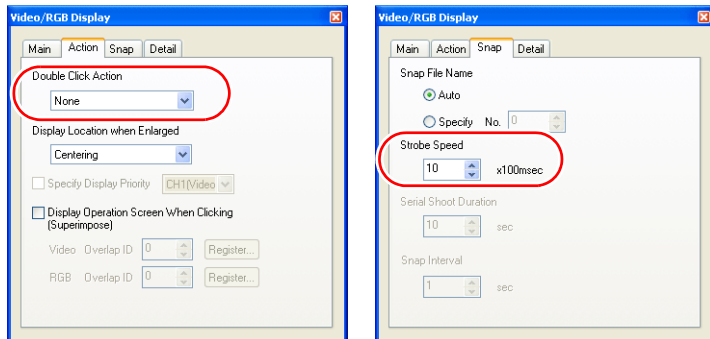 Video/RGB Display
Main Action Snap Detail
Double Click Action
None
Display Location when Enlarged
Centering
Specify Display Priority CH1(Video
Display Operation Screen When Clicking
(Superimpose)
Video Overlap ID 0 Register...
RGB Overlap ID 0 Register...
Video/RGB Display
Main Action Snap Detail
Snap File Name
Auto
Specify No. 0
Strobe Speed
10 x100msec
Serial Shoot Duration
10 sec
Snap Interval
1 sec